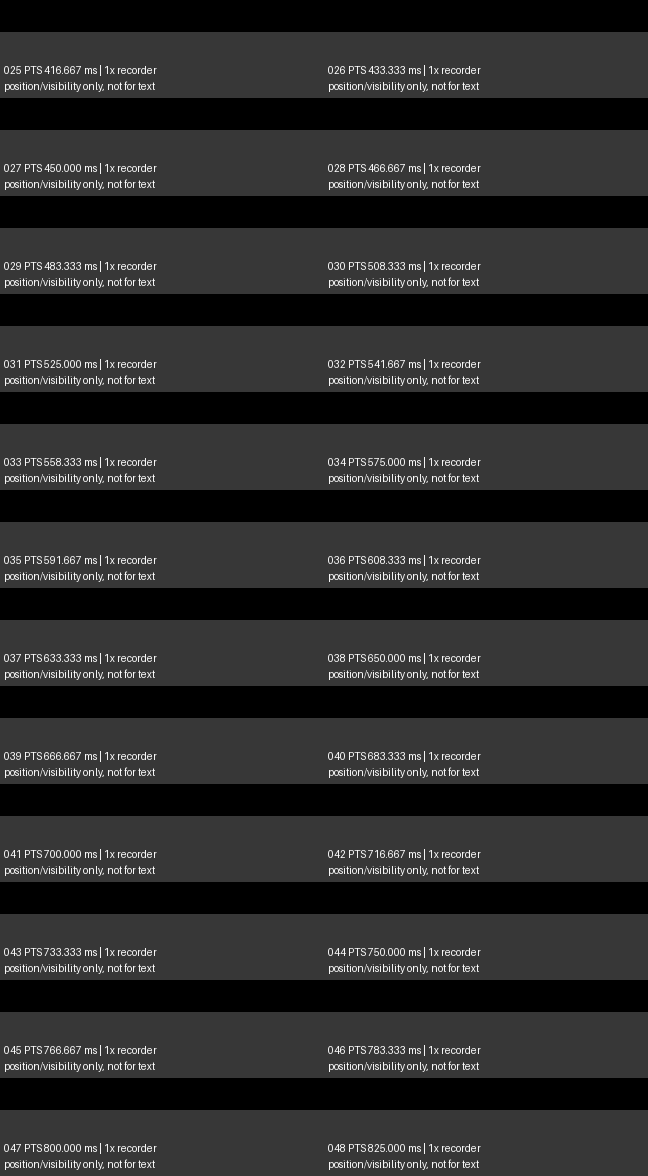 025 PTS 416.667 ms | 1x recorder
position/visibility only, not for text
026 PTS 433.333 ms | 1x recorder
position/visibility only, not for text
027 PTS 450.000 ms | 1x recorder
position/visibility only, not for text
028 PTS 466.667 ms | 1x recorder
position/visibility only, not for text
029 PTS 483.333 ms | 1x recorder
position/visibility only, not for text
030 PTS 508.333 ms | 1x recorder
position/visibility only, not for text
031 PTS 525.000 ms | 1x recorder
position/visibility only, not for text
032 PTS 541.667 ms | 1x recorder
position/visibility only, not for text
033 PTS 558.333 ms | 1x recorder
position/visibility only, not for text
034 PTS 575.000 ms | 1x recorder
position/visibility only, not for text
035 PTS 591.667 ms | 1x recorder
position/visibility only, not for text
036 PTS 608.333 ms | 1x recorder
position/visibility only, not for text
037 PTS 633.333 ms | 1x recorder
position/visibility only, not for text
038 PTS 650.000 ms | 1x recorder
position/visibility only, not for text
039 PTS 666.667 ms | 1x recorder
position/visibility only, not for text
040 PTS 683.333 ms | 1x recorder
position/visibility only, not for text
041 PTS 700.000 ms | 1x recorder
position/visibility only, not for text
042 PTS 716.667 ms | 1x recorder
position/visibility only, not for text
043 PTS 733.333 ms | 1x recorder
position/visibility only, not for text
044 PTS 750.000 ms | 1x recorder
position/visibility only, not for text
045 PTS 766.667 ms | 1x recorder
position/visibility only, not for text
046 PTS 783.333 ms | 1x recorder
position/visibility only, not for text
047 PTS 800.000 ms | 1x recorder
position/visibility only, not for text
048 PTS 825.000 ms | 1x recorder
position/visibility only, not for text